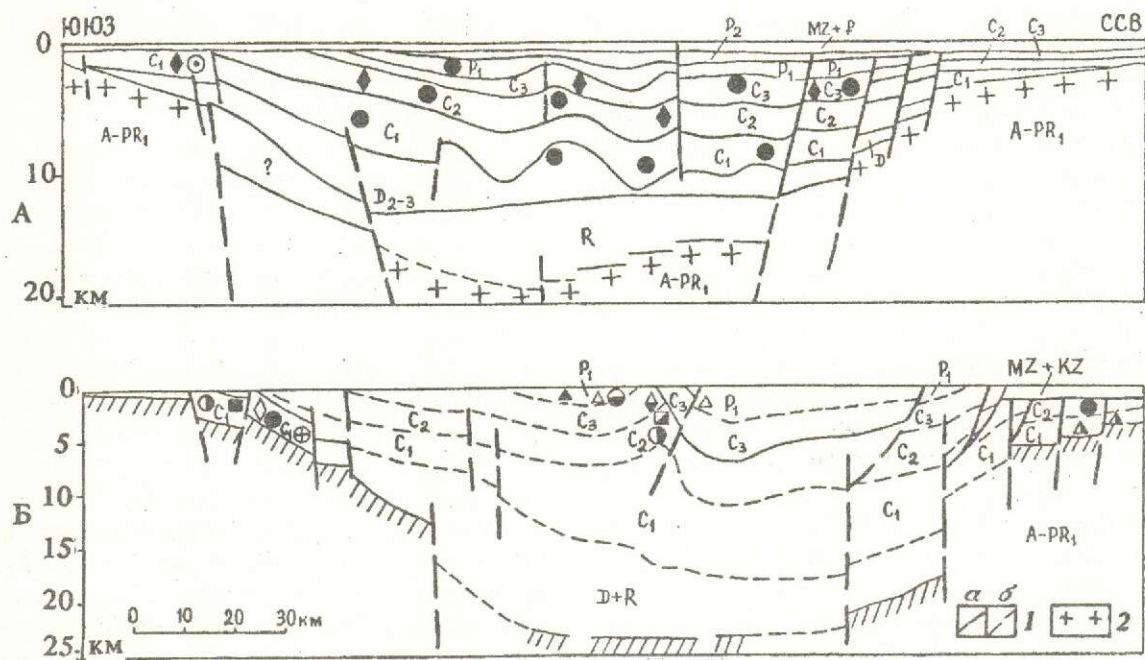 ЮЮЗ P₂ MZ+₽ C₂ C₃ ССВ
0
C₁ P₁ C₃ P₁ P₁ C₁
C₃ C₃
C₂ C₂ C₂
A-PR₁ C₁ A-PR₁
C₁ C₁ D
10 ?
А D₂₋₃
R
20 км A-PR₁
P₁ P₁ MZ+KZ
0
C₁ C₂ C₃ C₃ P₁ C₃ C₂
5 C₁ C₁ C₂ C₃ C₂ C₁ C₁
10
Б C₁ C₁ A-PR₁
15
20 0 10 20 30 км D+R а б
25 км 1 + + 2